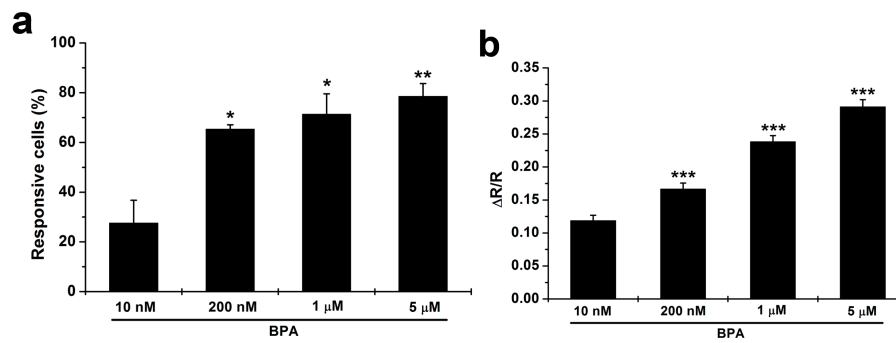 a
Responsive cells (%)
100
80
60
40
20
0
*
*
**
10 nM 200 nM 1 μM 5 μM
BPA
b
ΔR/R
0.35
0.30
0.25
0.20
0.15
0.10
0.05
0.00
***
***
***
10 nM 200 nM 1 μM 5 μM
BPA